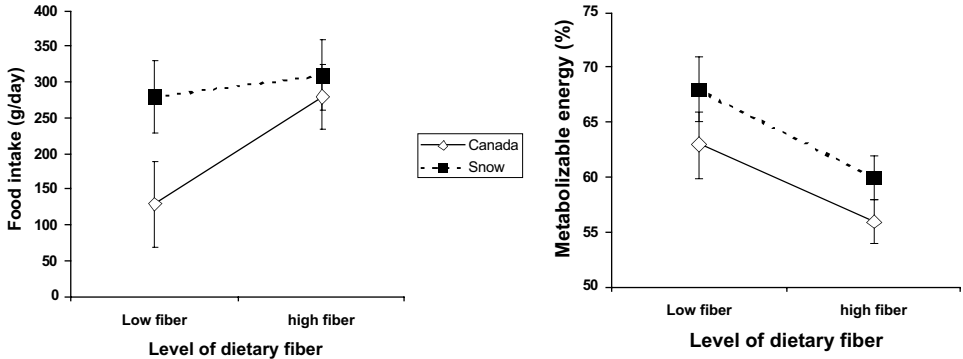 Food intake (g/day)
400
350
300
250
200
150
100
50
0
Low fiber high fiber
Level of dietary fiber
Canada
Snow
Metabolizable energy (%)
75
70
65
60
55
50
Low fiber high fiber
Level of dietary fiber